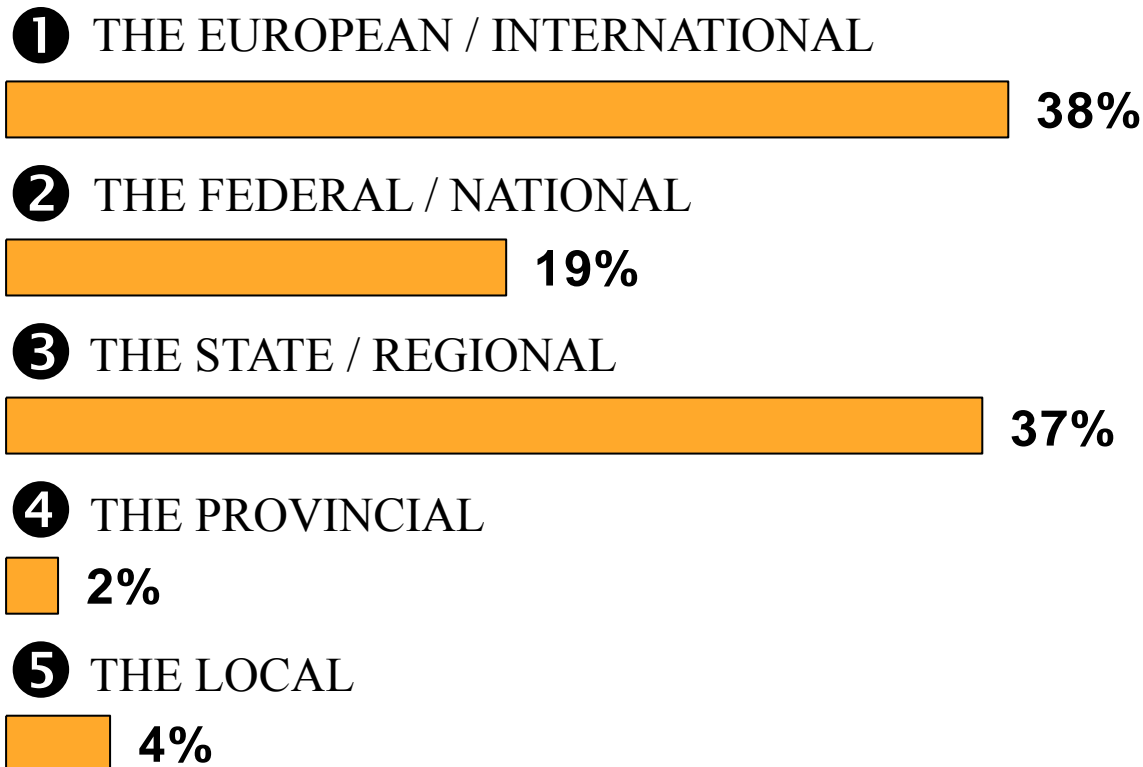 ❶ THE EUROPEAN / INTERNATIONAL
38%
❷ THE FEDERAL / NATIONAL
19%
❸ THE STATE / REGIONAL
37%
❹ THE PROVINCIAL
2%
❺ THE LOCAL
4%